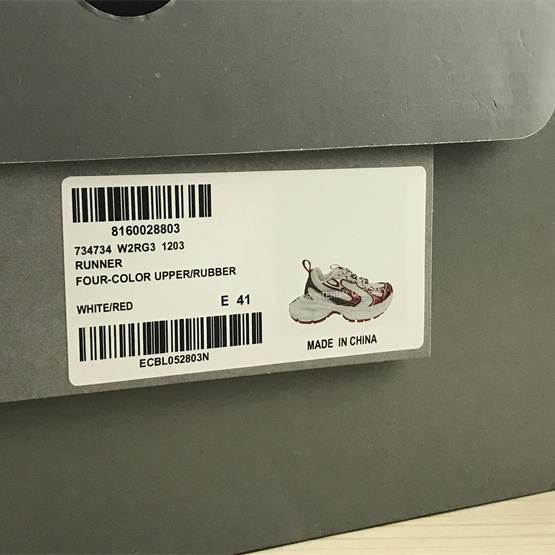 8160028803
734734 W2RG3 1203
RUNNER
FOUR-COLOR UPPER/RUBBER
WHITE/RED E 41
ECBL052803N
MADE IN CHINA